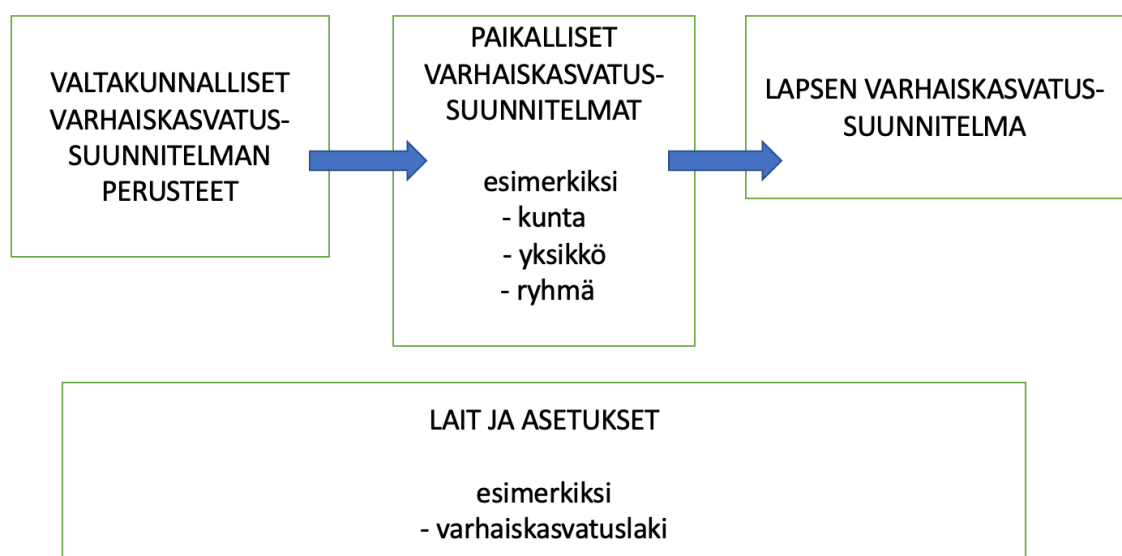 VALTAKUNNALLISET
VARHAISKASVATUS-
SUUNNITELMAN
PERUSTEET
PAIKALLISET
VARHAISKASVATUS-
SUUNNITELMAT
esimerkiksi
- kunta
- yksikkö
- ryhmä
LAPSEN VARHAISKASVATUS-
SUUNNITELMA
LAIT JA ASETUKSET
esimerkiksi
- varhaiskasvatuslaki